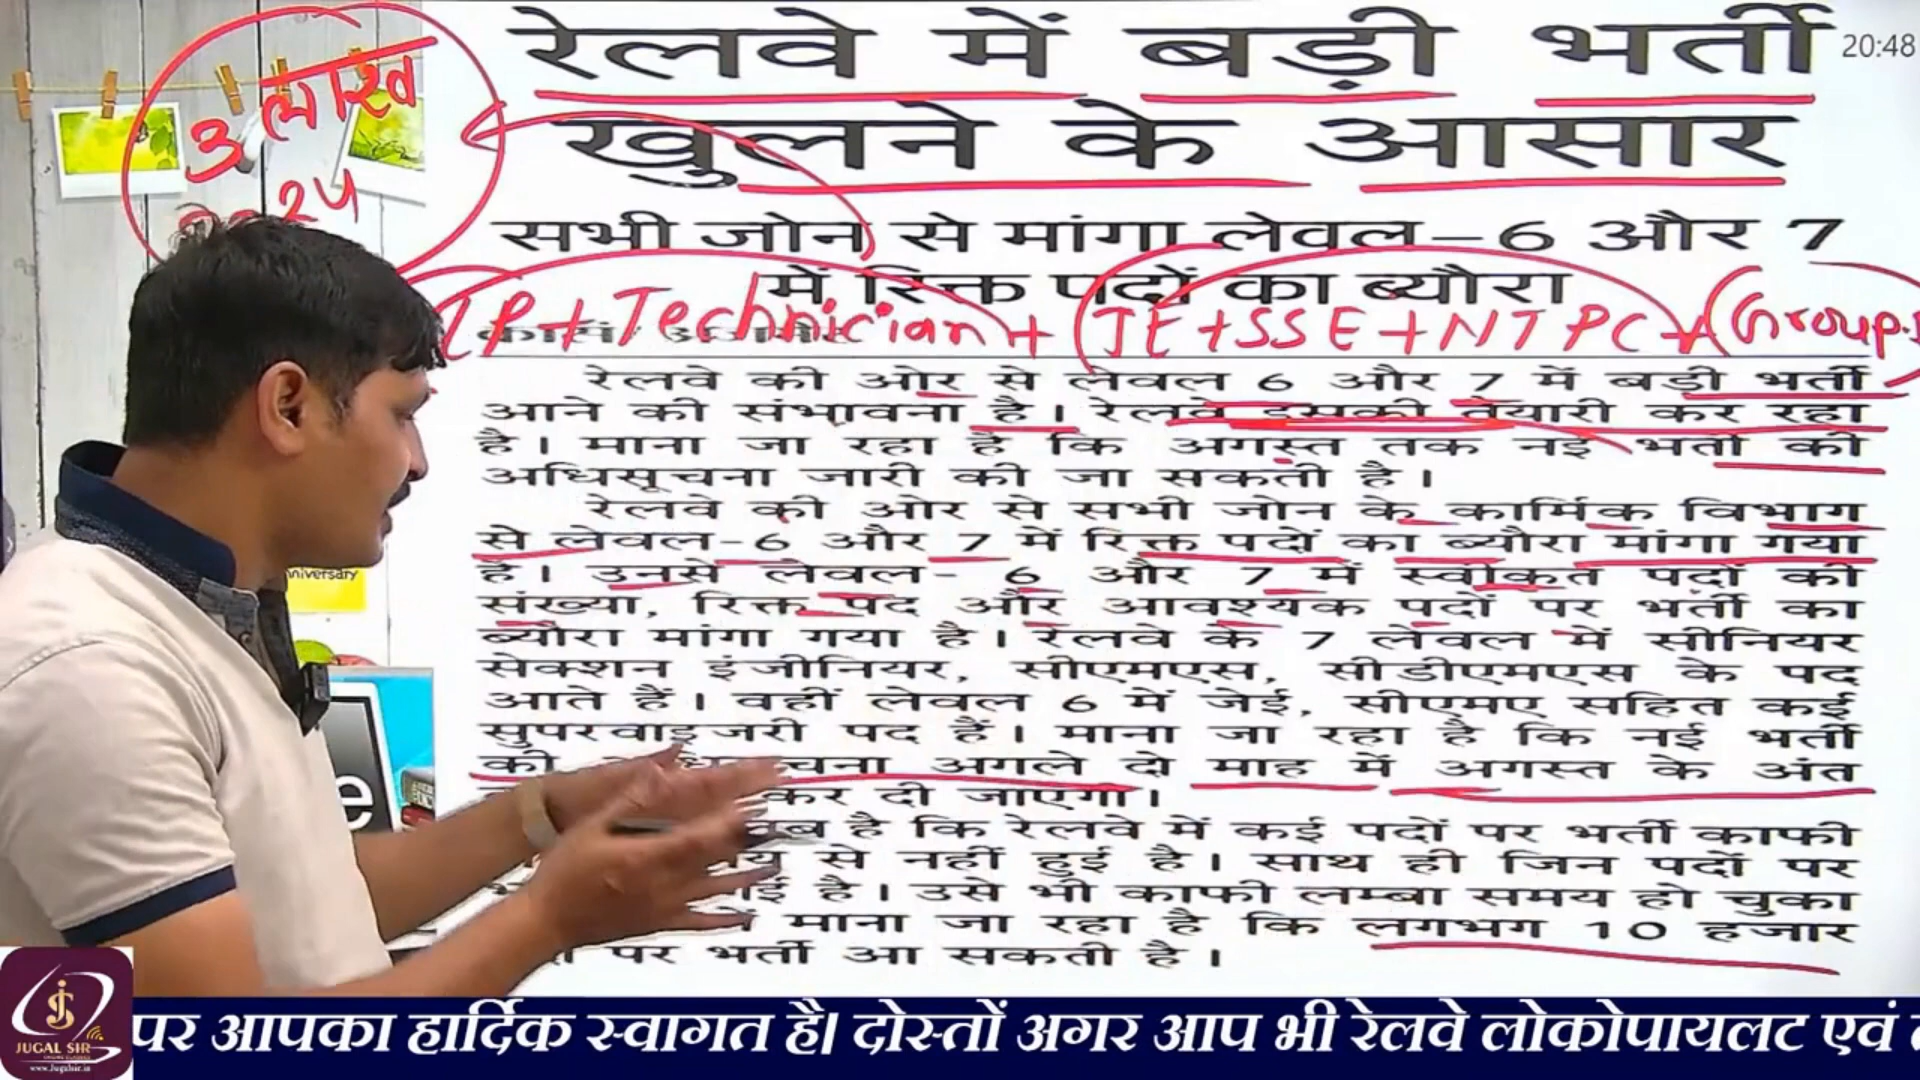 रेलवे में बड़ी भर्ती
20:48
खुलने के आसार
3 लाख
2024
सभी जोन से मांगा लेवल–6 और 7
में रिक्त पदों का ब्यौरा
+ Technician + JE + SSE + NTPC + Group
रेलवे की ओर से लेवल 6 और 7 में बडी भर्ती
आने की संभावना है। रेलवे इसकी तैयारी कर रहा
है। माना जा रहा है कि अगस्त तक नई भर्ती की
अधिसूचना जारी की जा सकती है।
रेलवे की ओर से सभी जोन के कार्मिक विभाग
से लेवल-6 और 7 में रिक्त पदों का ब्यौरा मांगा गया
है। उनसे लेवल- 6 और 7 में स्वीकृत पदों की
संख्या, रिक्त पद और आवश्यक पदों पर भर्ती का
ब्यौरा मांगा गया है। रेलवे के 7 लेवल में सीनियर
सेक्शन इंजीनियर, सीएमएस, सीडीएमएस के पद
आते हैं। वहीं लेवल 6 में जेई, सीएमए सहित कई
सुपरवाइजरी पद हैं। माना जा रहा है कि नई भर्ती
की अगले दो माह में अगस्त के अंत
कर दी जाएगा।
है कि रेलवे में कई पदों पर भर्ती काफी
से नहीं हुई है। साथ ही जिन पदों पर
है। उसे भी काफी लम्बा समय हो चुका
माना जा रहा है कि लगभग 10 हजार
पर भर्ती आ सकती है।
nniversary
e
JUGAL SIR
www.Jugalsir.in
पर आपका हार्दिक स्वागत है। दोस्तों अगर आप भी रेलवे लोकोपायलट एवं